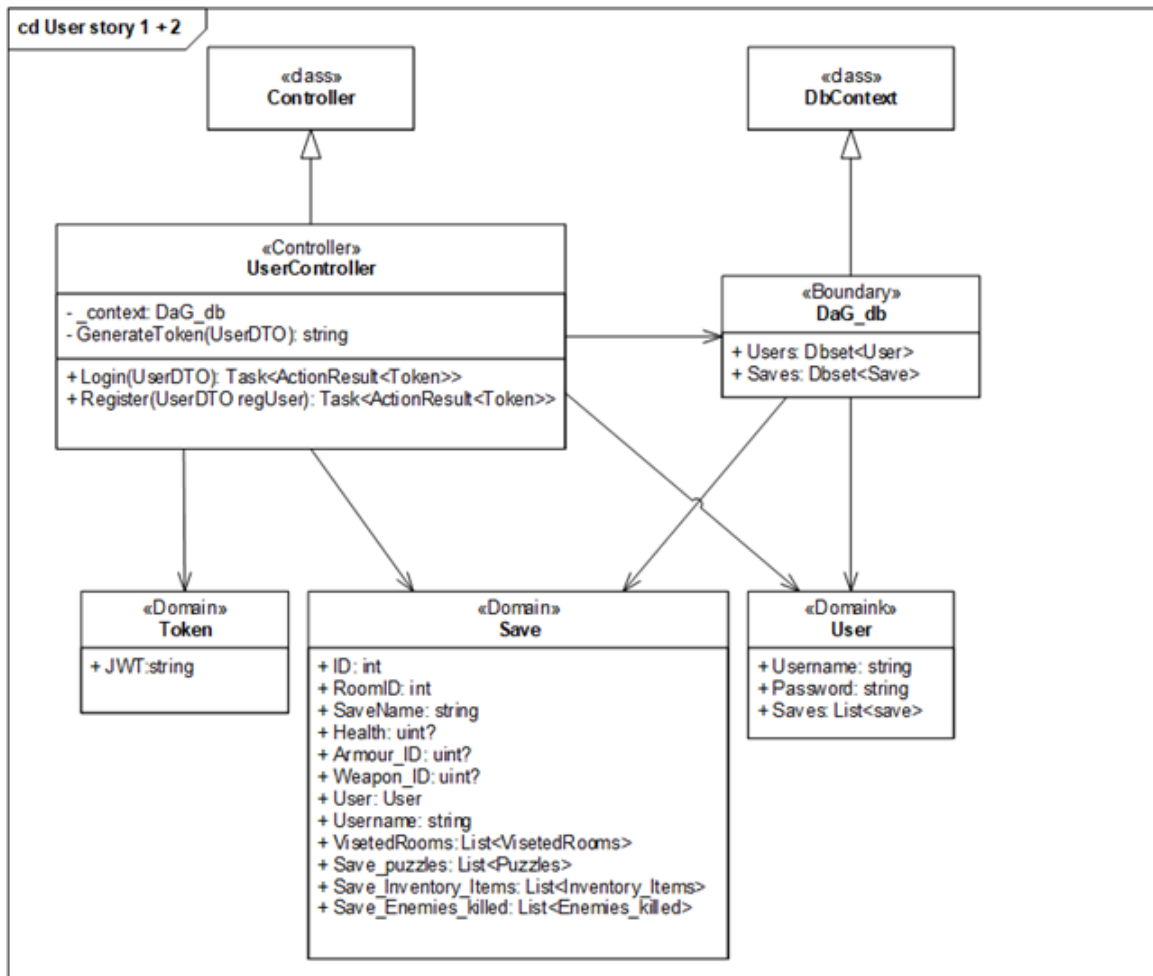 cd User story 1 + 2
«class»
Controller
«class»
DbContext
«Controller»
UserController
- _context: DaG_db
- GenerateToken(UserDTO): string
+ Login(UserDTO): Task<ActionResult<Token>>
+ Register(UserDTO regUser): Task<ActionResult<Token>>
«Boundary»
DaG_db
+ Users: Dbset<User>
+ Saves: Dbset<Save>
«Domain»
Token
+ JWT:string
«Domain»
Save
+ ID: int
+ RoomID: int
+ SaveName: string
+ Health: uint?
+ Armour_ID: uint?
+ Weapon_ID: uint?
+ User: User
+ Username: string
+ VisetedRooms: List<VisetedRooms>
+ Save_puzzles: List<Puzzles>
+ Save_Inventory_Items: List<Inventory_Items>
+ Save_Enemies_killed: List<Enemies_killed>
«Domaink»
User
+ Username: string
+ Password: string
+ Saves: List<save>